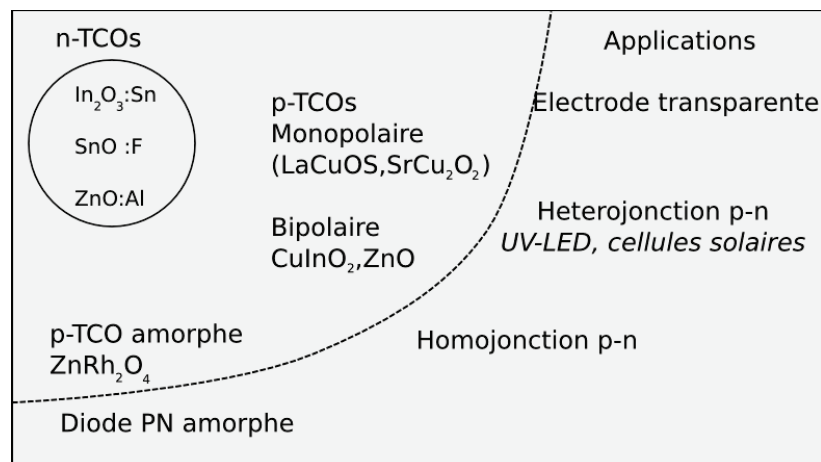 n-TCOs
In₂O₃:Sn
SnO :F
ZnO:Al
p-TCOs
Monopolaire
(LaCuOS,SrCu₂O₂)
Bipolaire
CuInO₂,ZnO
p-TCO amorphe
ZnRh₂O₄
Diode PN amorphe
Applications
Electrode transparente
Heterojonction p-n
UV-LED, cellules solaires
Homojonction p-n